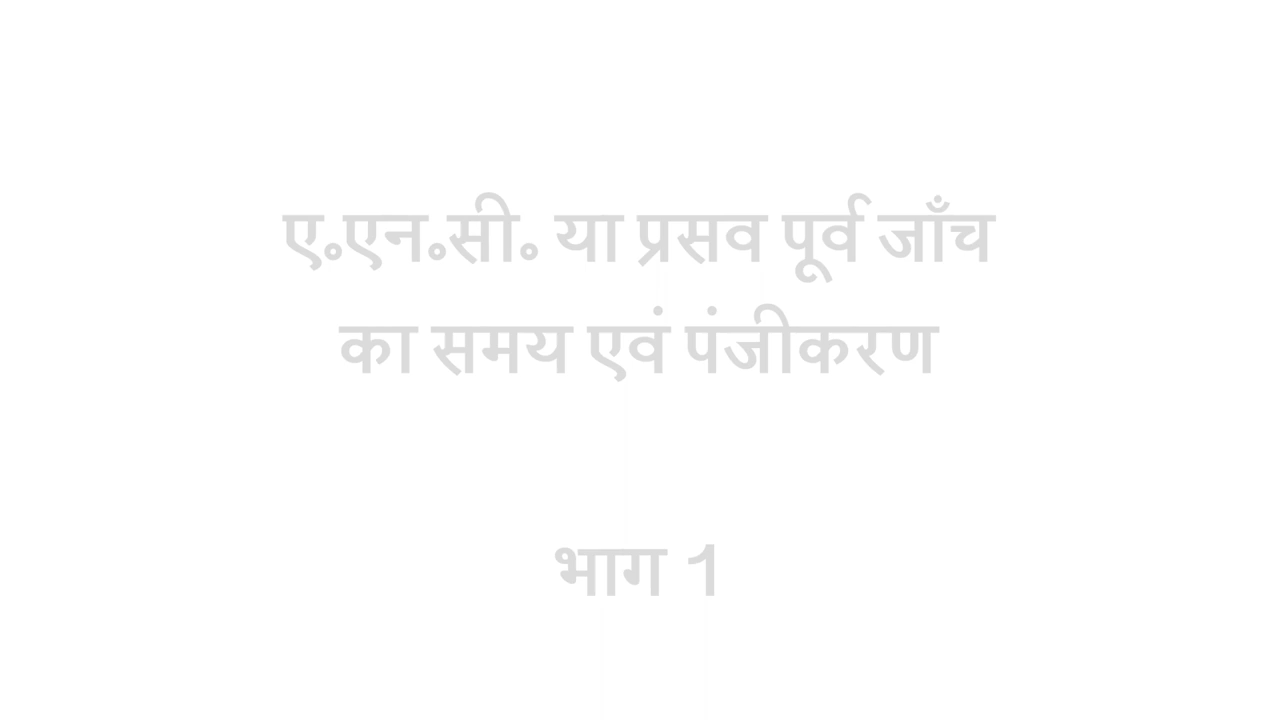 ए॰एन॰सी॰ या प्रसव पूर्व जाँच
का समय एवं पंजीकरण
भाग 1